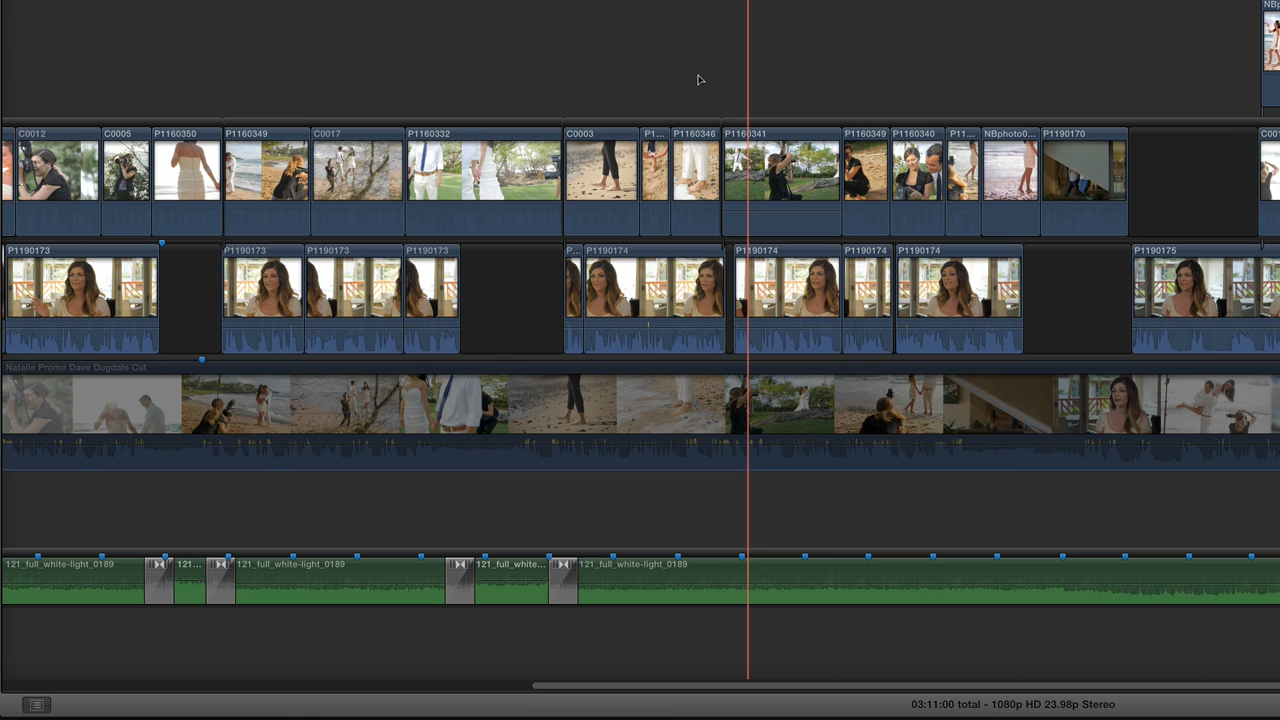 NBp
C0012
C0005
P1160350
P1160349
C0017
P1160332
C0003
P1...
P1160346
P1160341
P1160349
P1160340
P11...
NBphoto0...
P1190170
C001
P1190173
P1190173
P1190173
P1190173
P...
P1190174
P1190174
P1190174
P1190174
P1190175
Natalie Promo Dave Dugdale Cut
121_full_white-light_0189
121...
121_full_white-light_0189
121_full_white...
121_full_white-light_0189
03:11:00 total - 1080p HD 23.98p Stereo